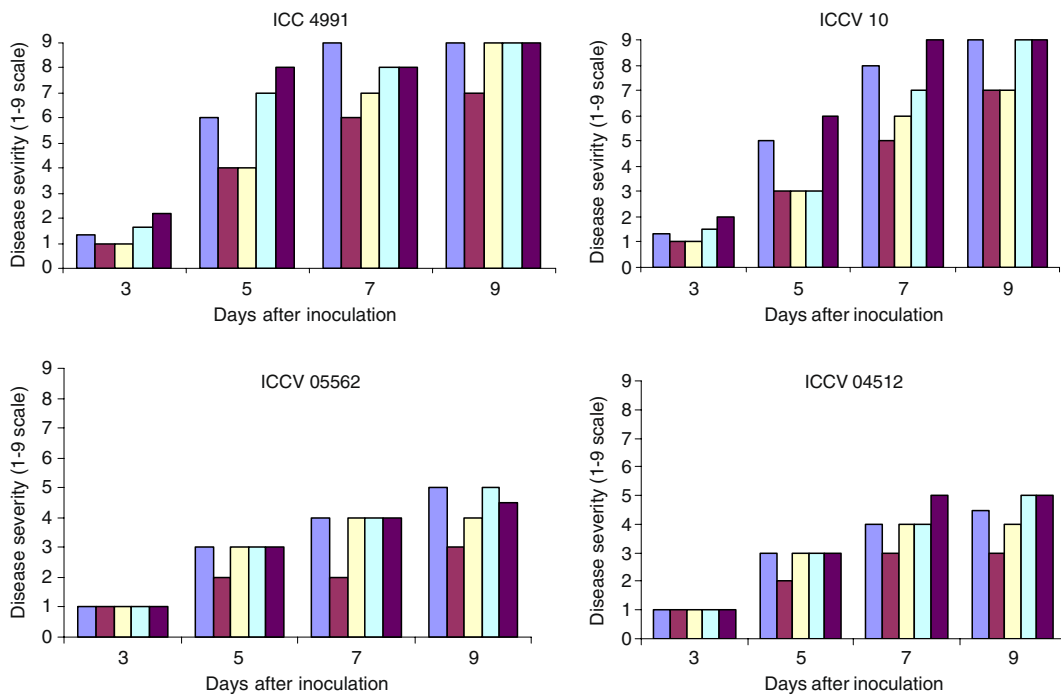 ICC 4991
Disease sevirity (1-9 scale)
9
8
7
6
5
4
3
2
1
0
3 5 7 9
Days after inoculation
ICCV 10
Disease severity (1-9 scale)
9
8
7
6
5
4
3
2
1
0
3 5 7 9
Days after inoculation
ICCV 05562
Disease severity (1-9 scale)
9
8
7
6
5
4
3
2
1
0
3 5 7 9
Days after inoculation
ICCV 04512
Disease severity (1-9 scale)
9
8
7
6
5
4
3
2
1
0
3 5 7 9
Days after inoculation